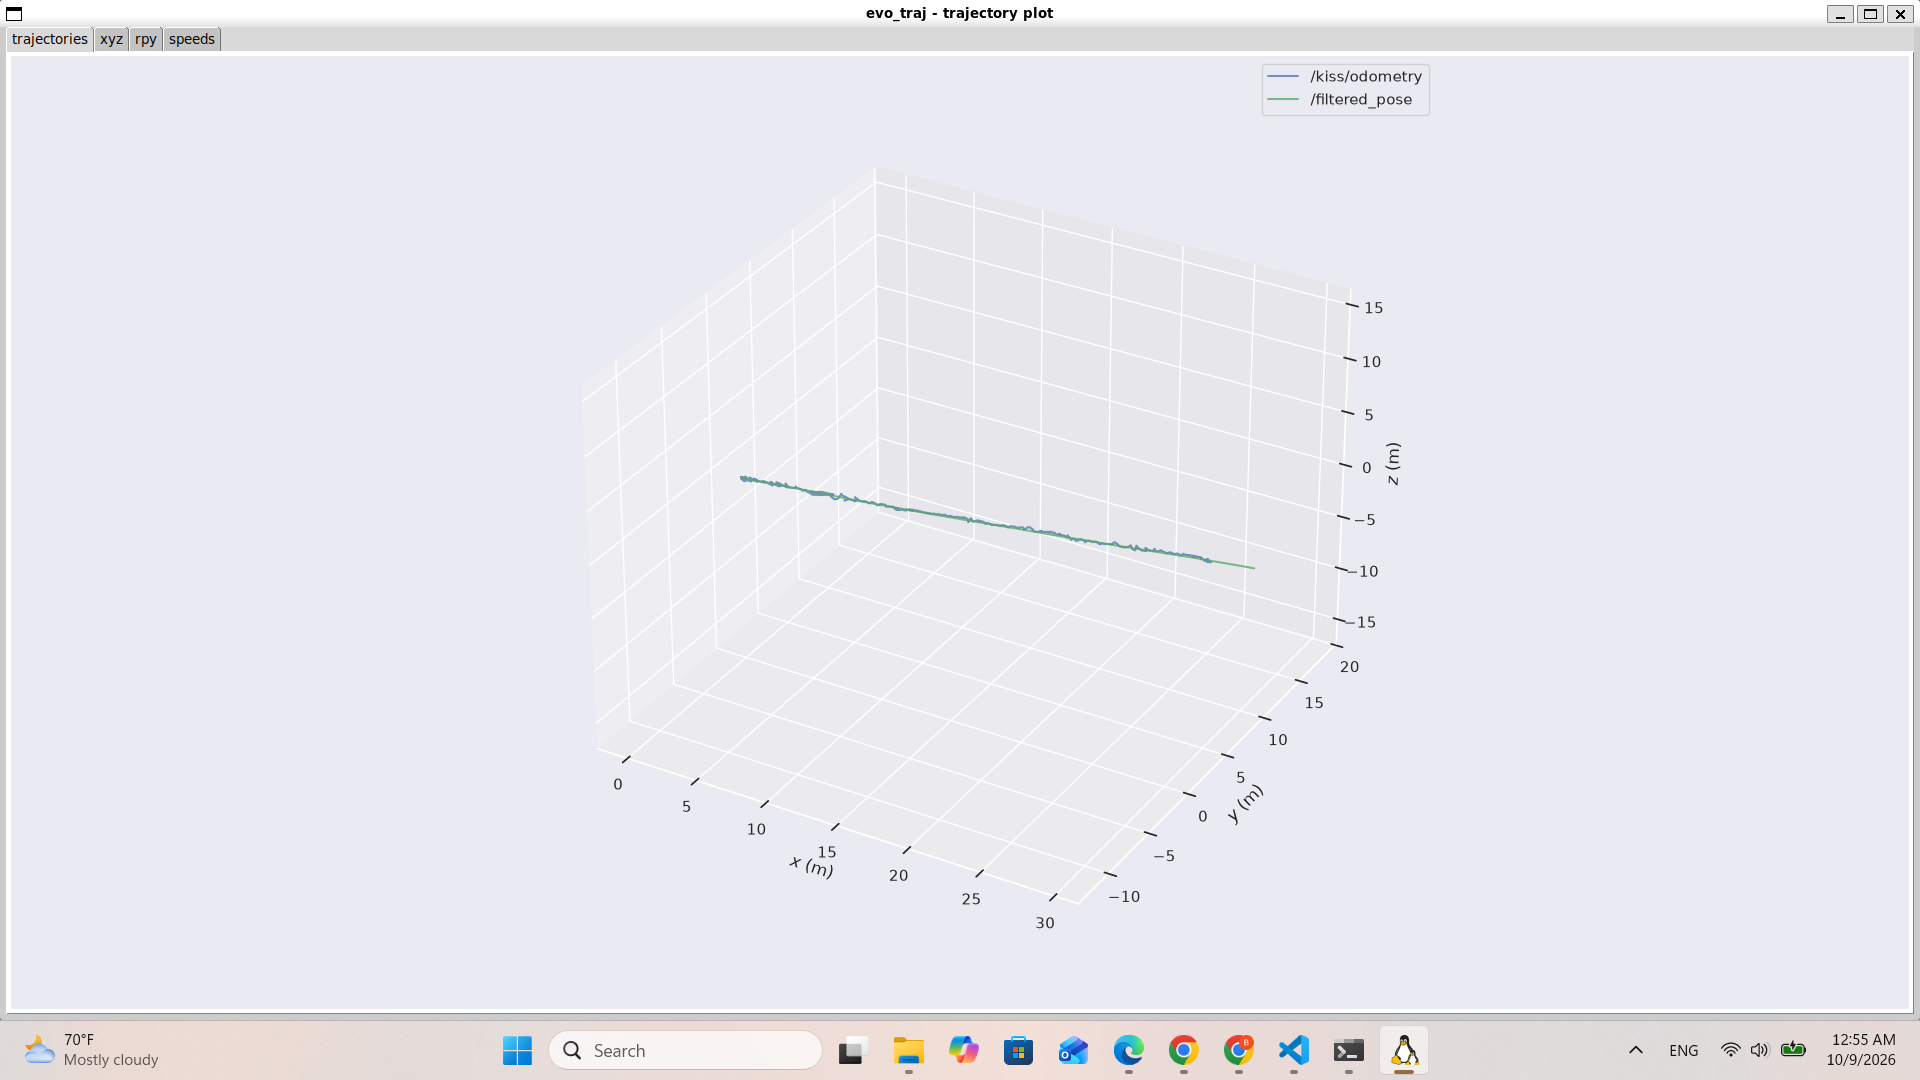 evo_traj - trajectory plot
trajectories xyz rpy speeds
/kiss/odometry
/filtered_pose
15
10
5
0
−5
−10
−15
z (m)
20
15
10
5
0
−5
−10
y (m)
0
5
10
15
20
25
30
x (m)
70°F
Mostly cloudy
Search
B
ENG
12:55 AM
10/9/2026